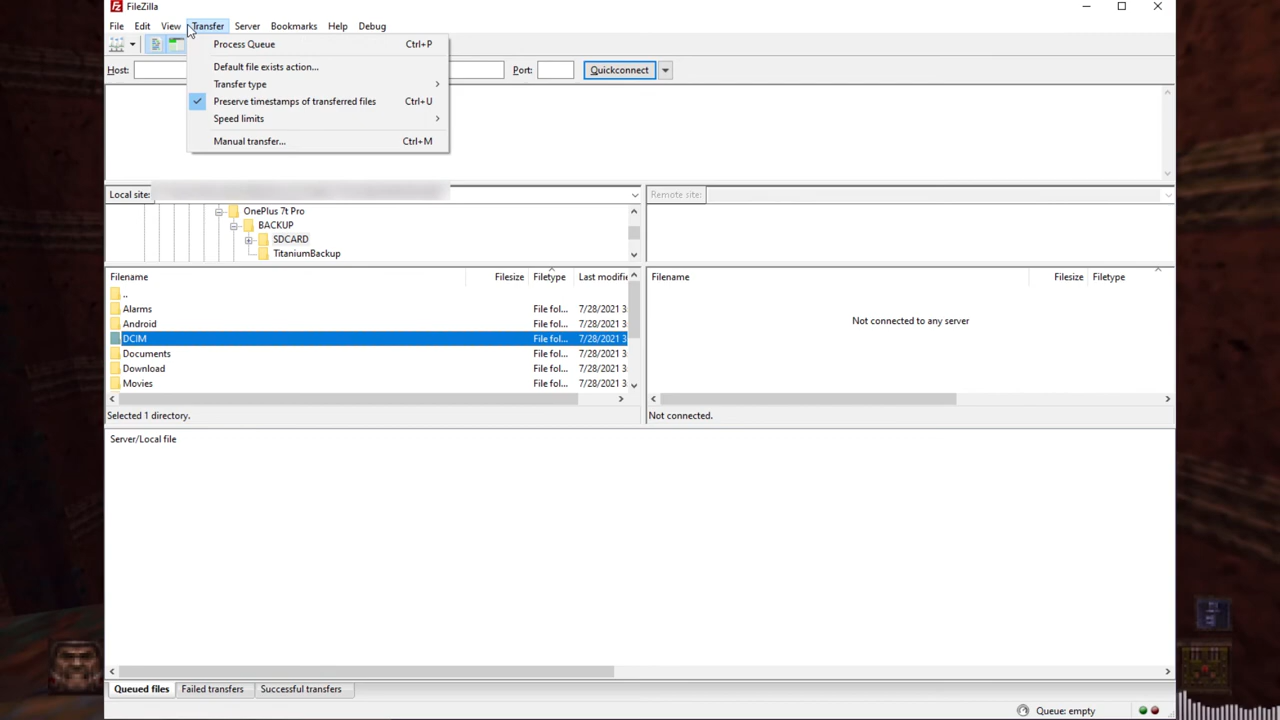 FileZilla
File Edit View Transfer Server Bookmarks Help Debug
Process Queue Ctrl+P
Default file exists action...
Transfer type
Preserve timestamps of transferred files Ctrl+U
Speed limits
Manual transfer... Ctrl+M
Host: Port: Quickconnect
Local site:
Remote site:
OnePlus 7t Pro
BACKUP
SDCARD
TitaniumBackup
Filename Filesize Filetype Last modifie
..
Alarms File fol... 7/28/2021 3
Android File fol... 7/28/2021 3
DCIM File fol... 7/28/2021 3
Documents File fol... 7/28/2021 3
Download File fol... 7/28/2021 3
Movies File fol... 7/28/2021 3
Selected 1 directory.
Filename Filesize Filetype
Not connected to any server
Not connected.
Server/Local file
Queued files Failed transfers Successful transfers
Queue: empty